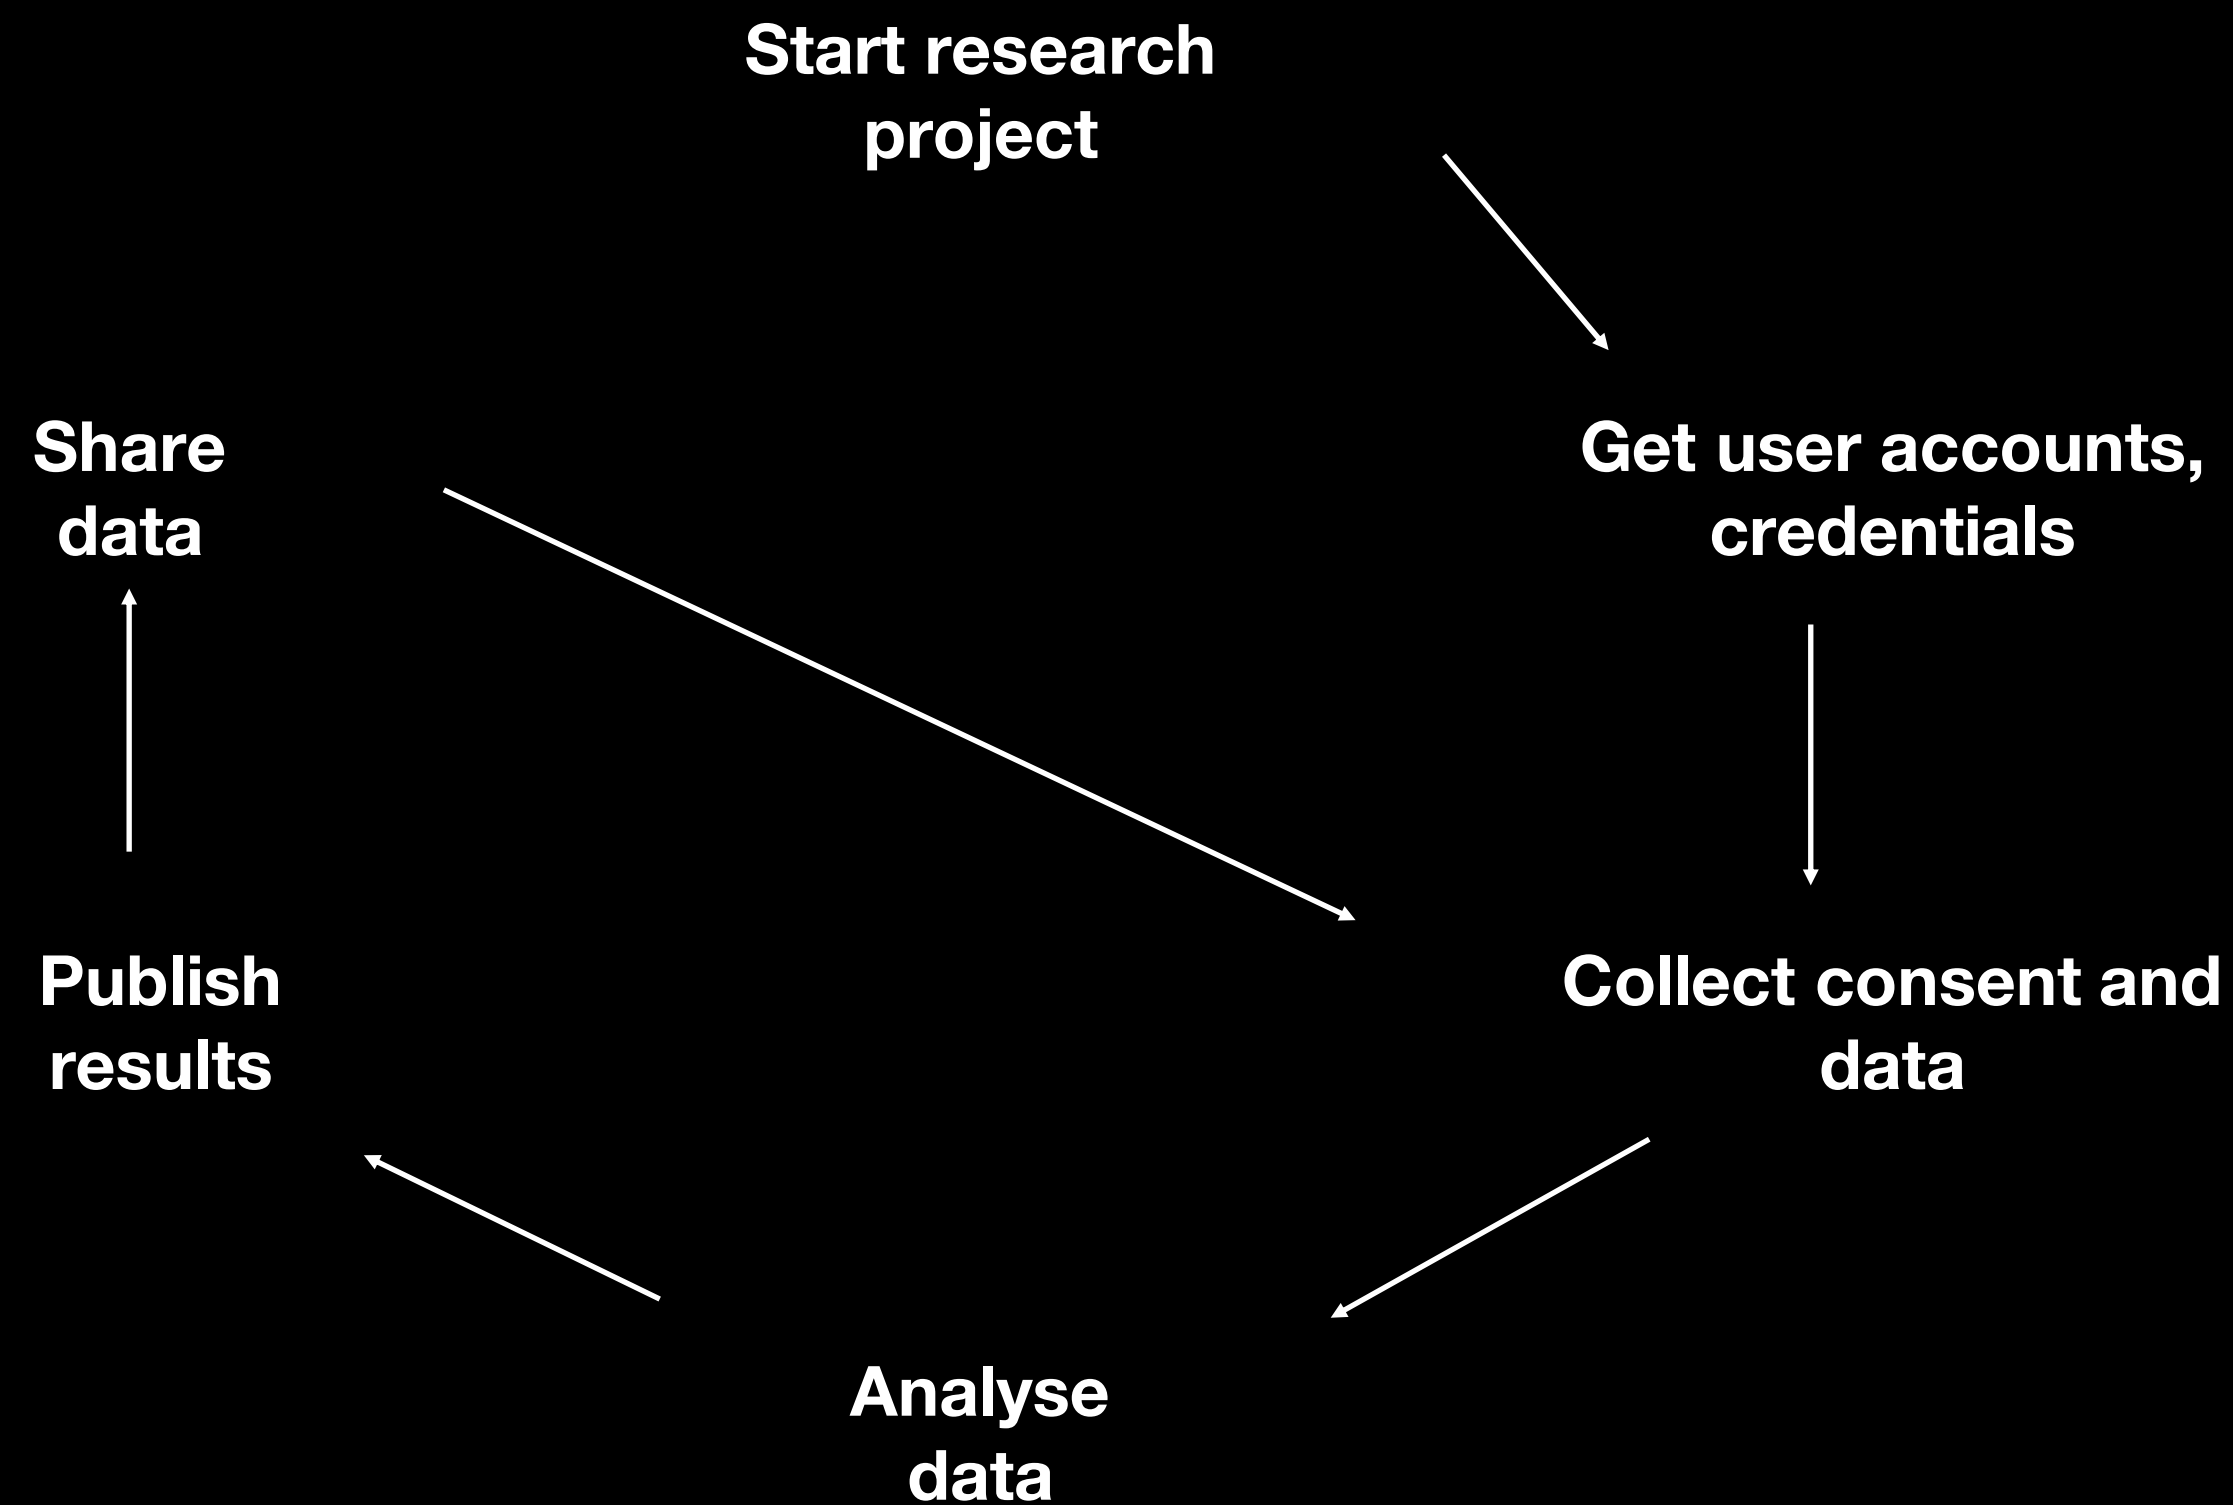 Start research
project
Get user accounts,
credentials
Collect consent and
data
Analyse
data
Publish
results
Share
data